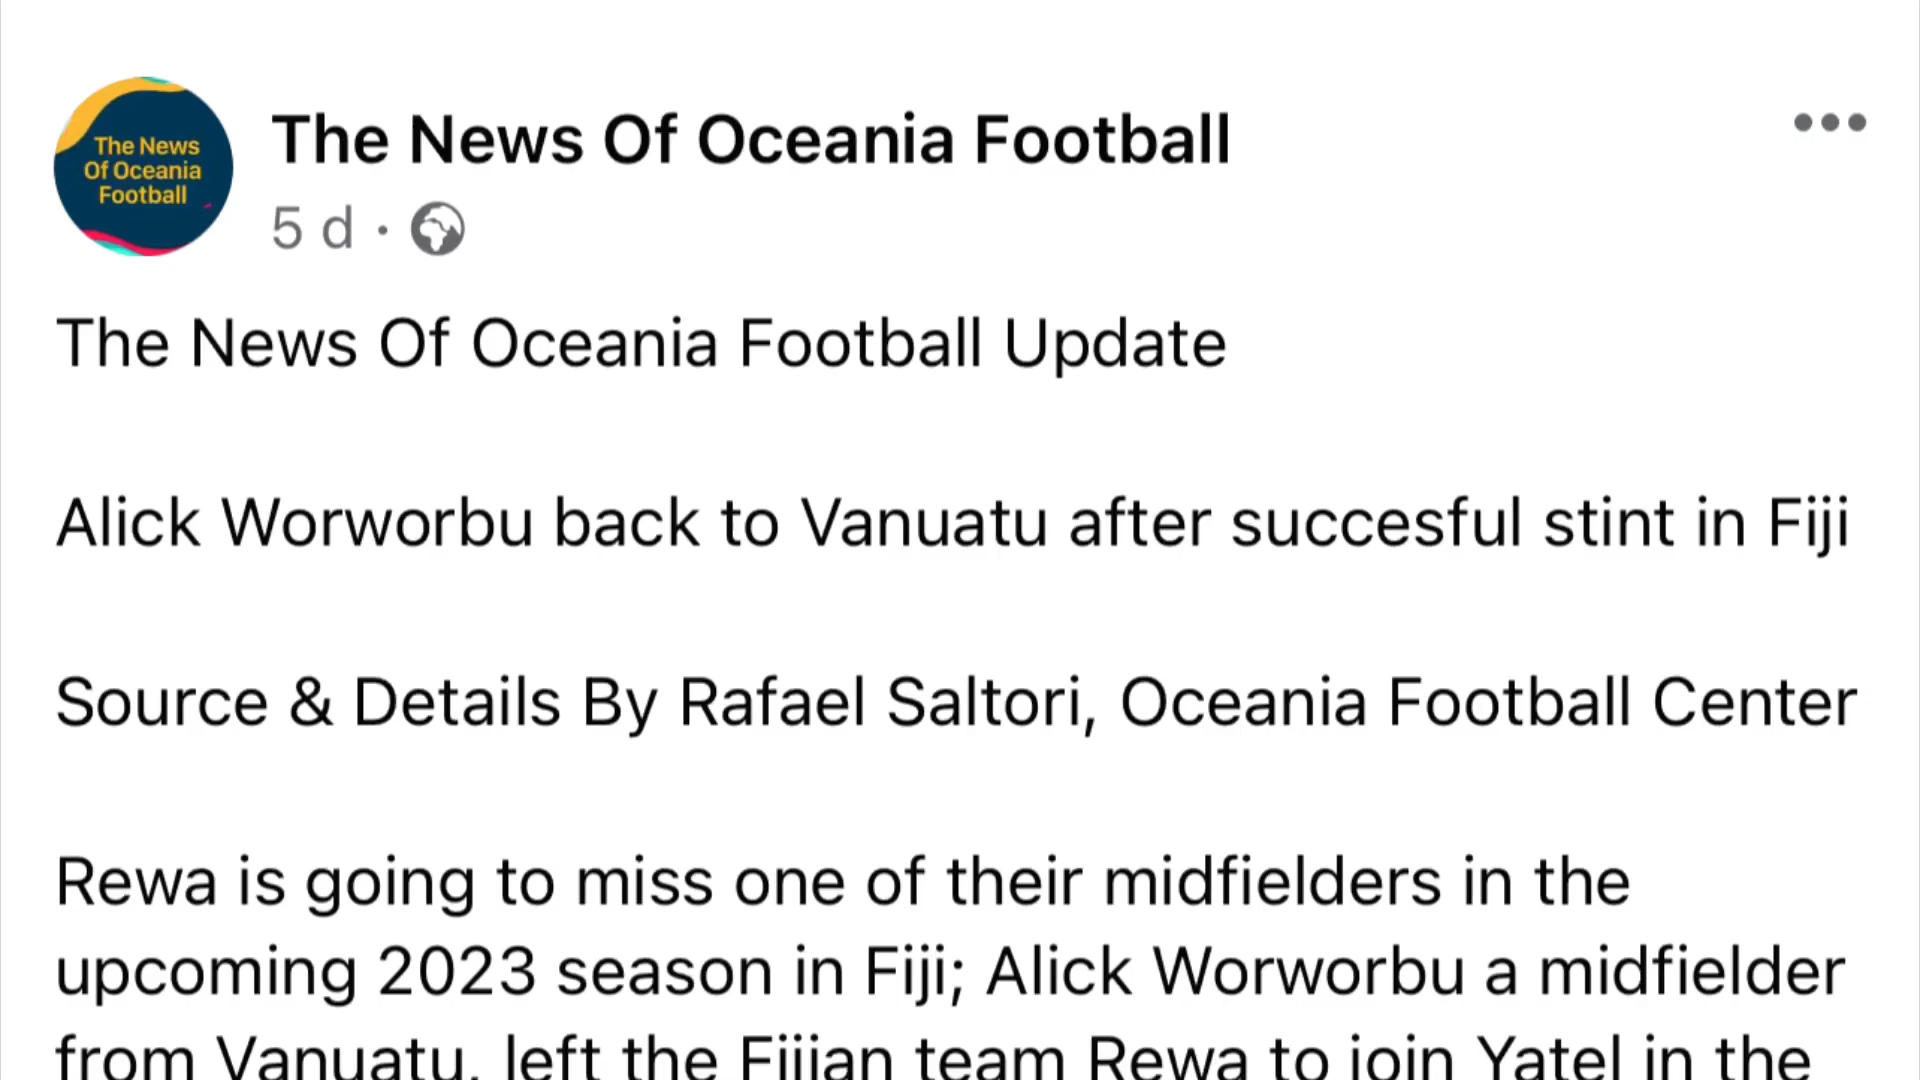 The News
Of Oceania
Football
The News Of Oceania Football
5 d ·
The News Of Oceania Football Update
Alick Worworbu back to Vanuatu after succesful stint in Fiji
Source & Details By Rafael Saltori, Oceania Football Center
Rewa is going to miss one of their midfielders in the
upcoming 2023 season in Fiji; Alick Worworbu a midfielder
from Vanuatu, left the Fijian team Rewa to join Yatel in the